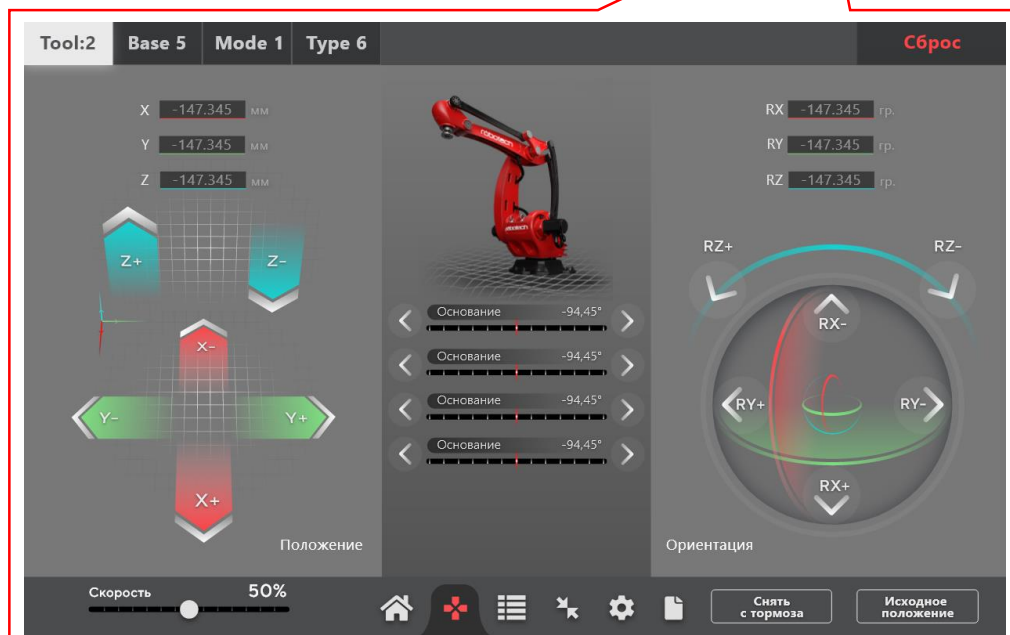 Tool:2 Base 5 Mode 1 Type 6 Сброс
X -147.345 мм
Y -147.345 мм
Z -147.345 мм
Z+ Z-
X-
Y- Y+
X+
Положение
robotech
Основание -94,45°
Основание -94,45°
Основание -94,45°
Основание -94,45°
RX -147.345 гр.
RY -147.345 гр.
RZ -147.345 гр.
RZ+ RZ-
RX-
RY+ RY-
RX+
Ориентация
Скорость 50%
Снять
с тормоза
Исходное
положение